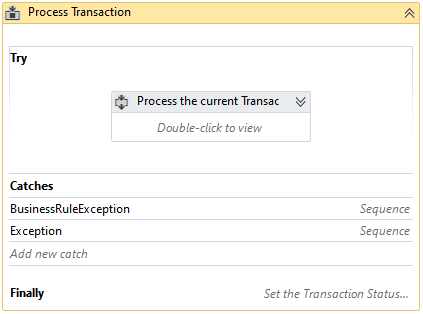 Process Transaction
Try
Process the current Transac
Double-click to view
Catches
BusinessRuleException Sequence
Exception Sequence
Add new catch
Finally Set the Transaction Status...